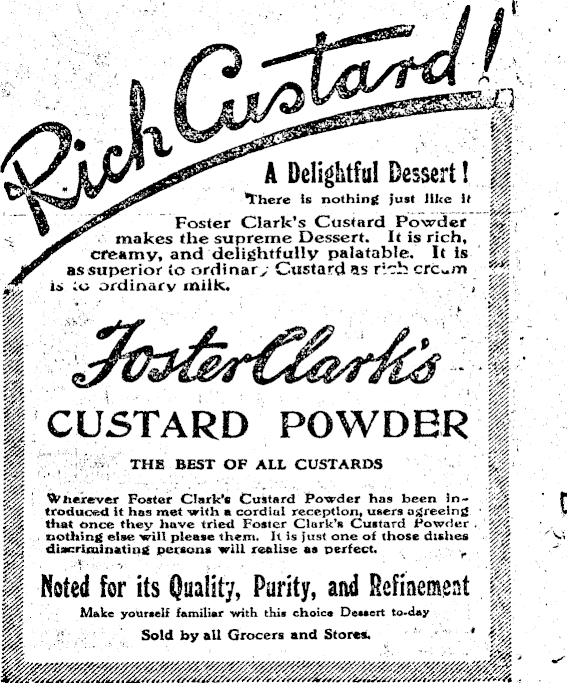 Rich Custard!
A Delightful Dessert!
There is nothing just like it
Foster Clark's Custard Powder
makes the supreme Dessert. It is rich,
creamy, and delightfully palatable. It is
as superior to ordinary Custard as rich cream
is to ordinary milk.
Foster Clark's
CUSTARD POWDER
THE BEST OF ALL CUSTARDS
Wherever Foster Clark's Custard Powder has been in-
troduced it has met with a cordial reception, users agreeing
that once they have tried Foster Clark's Custard Powder
nothing else will please them. It is just one of those dishes
discriminating persons will realise as perfect.
Noted for its Quality, Purity, and Refinement
Make yourself familiar with this choice Dessert to-day
Sold by all Grocers and Stores.